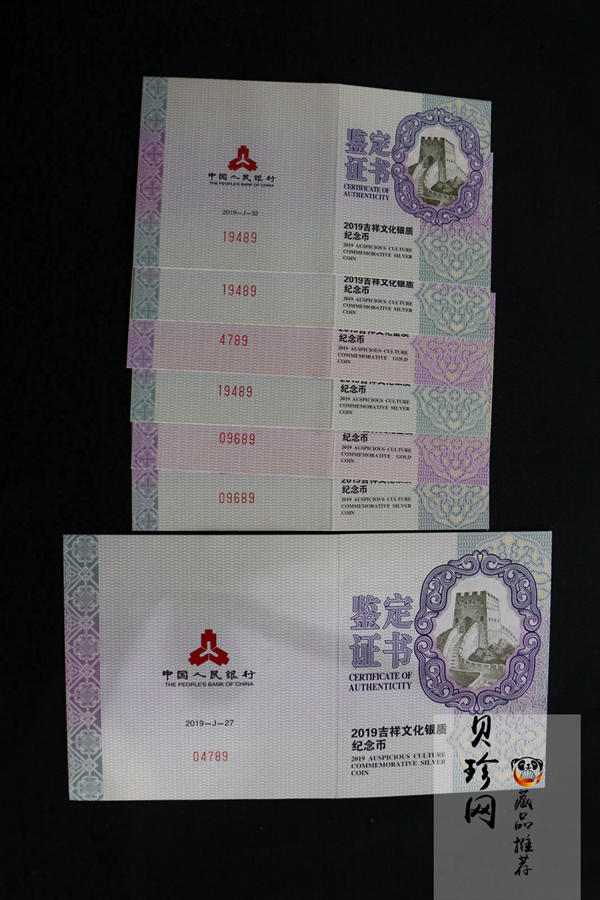 中国人民银行
THE PEOPLE'S BANK OF CHINA
2019-J-32
19489
鉴定
证书
CERTIFICATE OF
AUTHENTICITY
2019吉祥文化银质
纪念币
2019 AUSPICIOUS CULTURE
COMMEMORATIVE SILVER
COIN
19489
2019吉祥文化银质
纪念币
2019 AUSPICIOUS CULTURE
COMMEMORATIVE SILVER
COIN
4789
纪念币
2019 AUSPICIOUS CULTURE
COMMEMORATIVE GOLD
COIN
19489
纪念币
2019 AUSPICIOUS CULTURE
COMMEMORATIVE SILVER
COIN
09689
纪念币
2019 AUSPICIOUS CULTURE
COMMEMORATIVE GOLD
COIN
09689
纪念币
2019 AUSPICIOUS CULTURE
COMMEMORATIVE SILVER
COIN
中国人民银行
THE PEOPLE'S BANK OF CHINA
2019-J-27
04789
鉴定
证书
CERTIFICATE OF
AUTHENTICITY
2019吉祥文化银质
纪念币
2019 AUSPICIOUS CULTURE
COMMEMORATIVE SILVER
COIN
贝珍网
藏品推荐